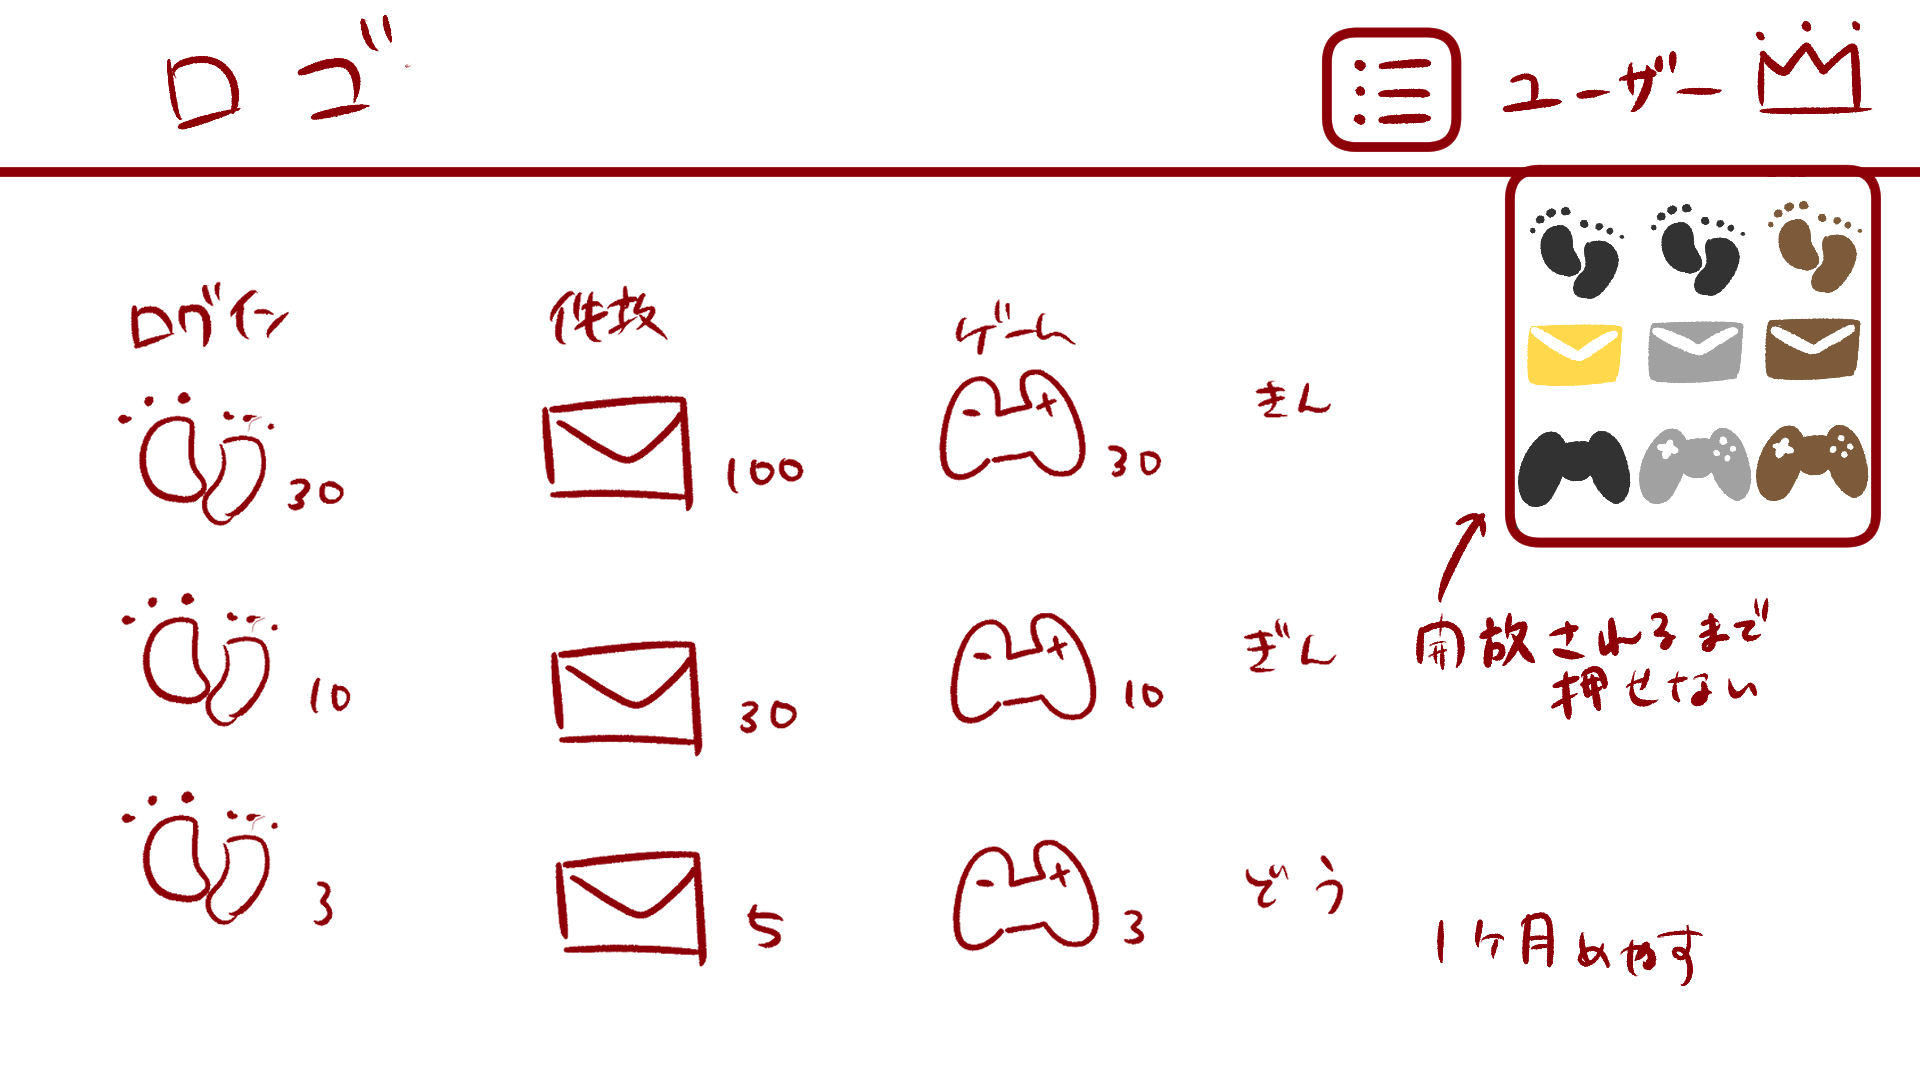 ロゴ
ユーザー
ログイン 件数 ゲーム
30 100 30 きん
10 30 10 ぎん
3 5 3 どう
開放されるまで
押せない
1ヶ月めやす